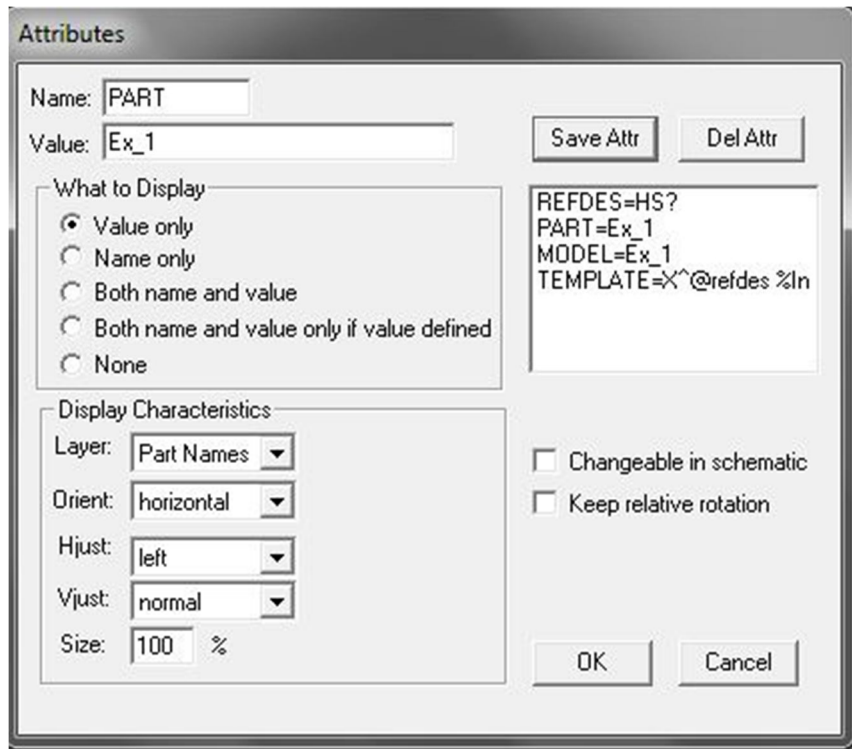 Attributes
Name: PART
Value: Ex_1
Save Attr
Del Attr
What to Display
Value only
Name only
Both name and value
Both name and value only if value defined
None
REFDES=HS?
PART=Ex_1
MODEL=Ex_1
TEMPLATE=X^@refdes %In
Display Characteristics
Layer: Part Names
Orient: horizontal
Hjust: left
Vjust: normal
Size: 100 %
Changeable in schematic
Keep relative rotation
OK
Cancel